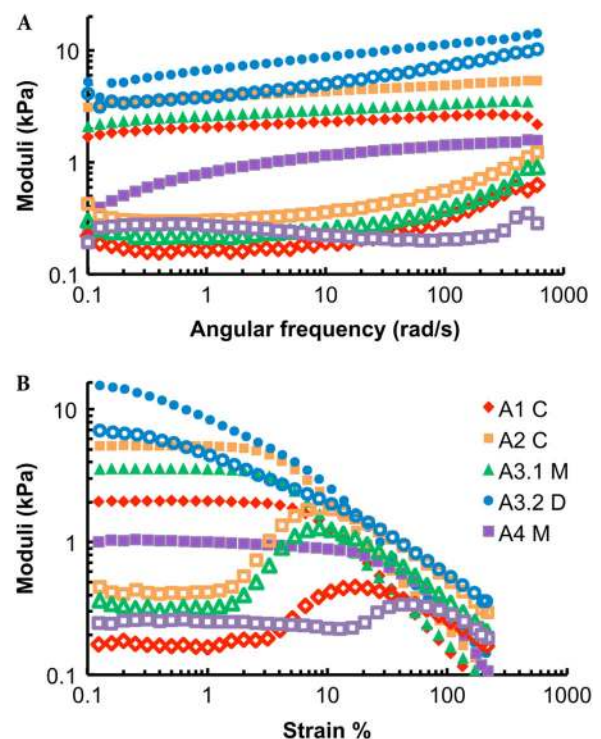 A
Moduli (kPa)
10
1
0.1
0.1 1 10 100 1000
Angular frequency (rad/s)
B
Moduli (kPa)
10
1
0.1
A1 C
A2 C
A3.1 M
A3.2 D
A4 M
0.1 1 10 100 1000
Strain %